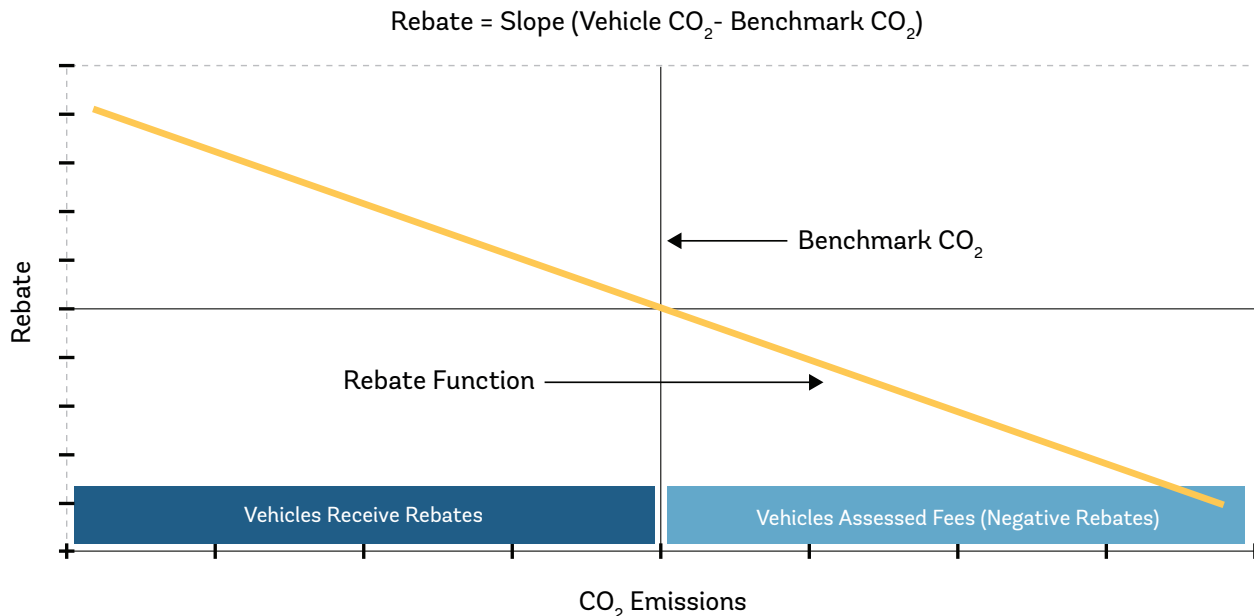 Rebate = Slope (Vehicle CO₂- Benchmark CO₂)
Benchmark CO₂
Rebate
Rebate Function
Vehicles Receive Rebates
Vehicles Assessed Fees (Negative Rebates)
CO₂ Emissions